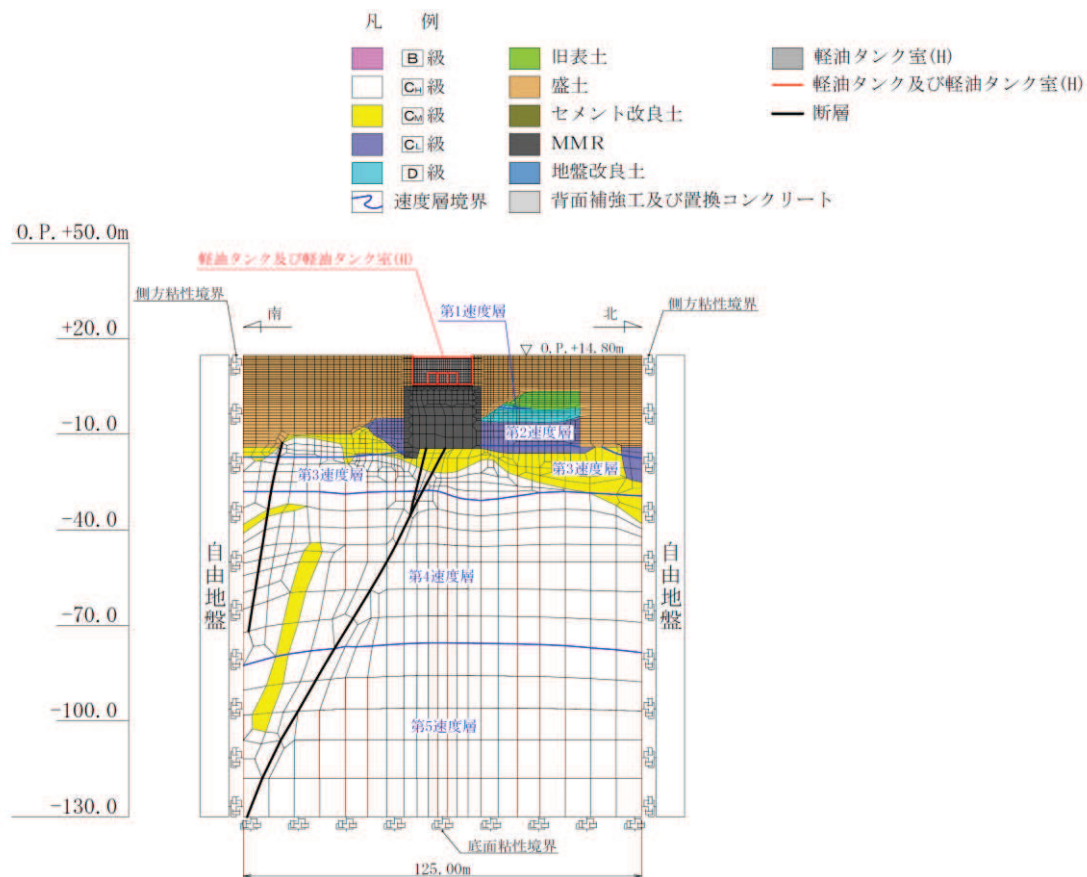 凡 例
B 級
CH 級
CM 級
CL 級
D 級
速度層境界
旧表土
盛土
セメント改良土
MMR
地盤改良土
背面補強工及び置換コンクリート
軽油タンク室(H)
軽油タンク及び軽油タンク室(H)
断層
O.P.+50.0m
軽油タンク及び軽油タンク室(H)
側方粘性境界
第1速度層
側方粘性境界
南
北
+20.0
O.P.+14.80m
-10.0
第2速度層
第3速度層
第3速度層
-40.0
自由地盤
自由地盤
第4速度層
-70.0
-100.0
第5速度層
-130.0
底面粘性境界
125.00m